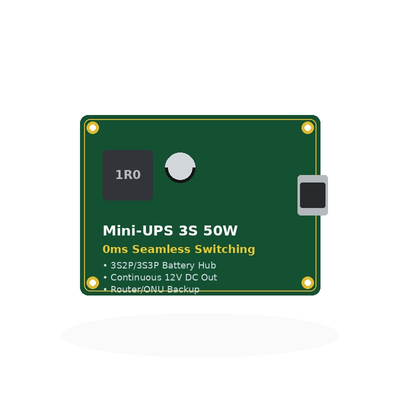 1R0
Mini-UPS 3S 50W
0ms Seamless Switching
• 3S2P/3S3P Battery Hub
• Continuous 12V DC Out
• Router/ONU Backup